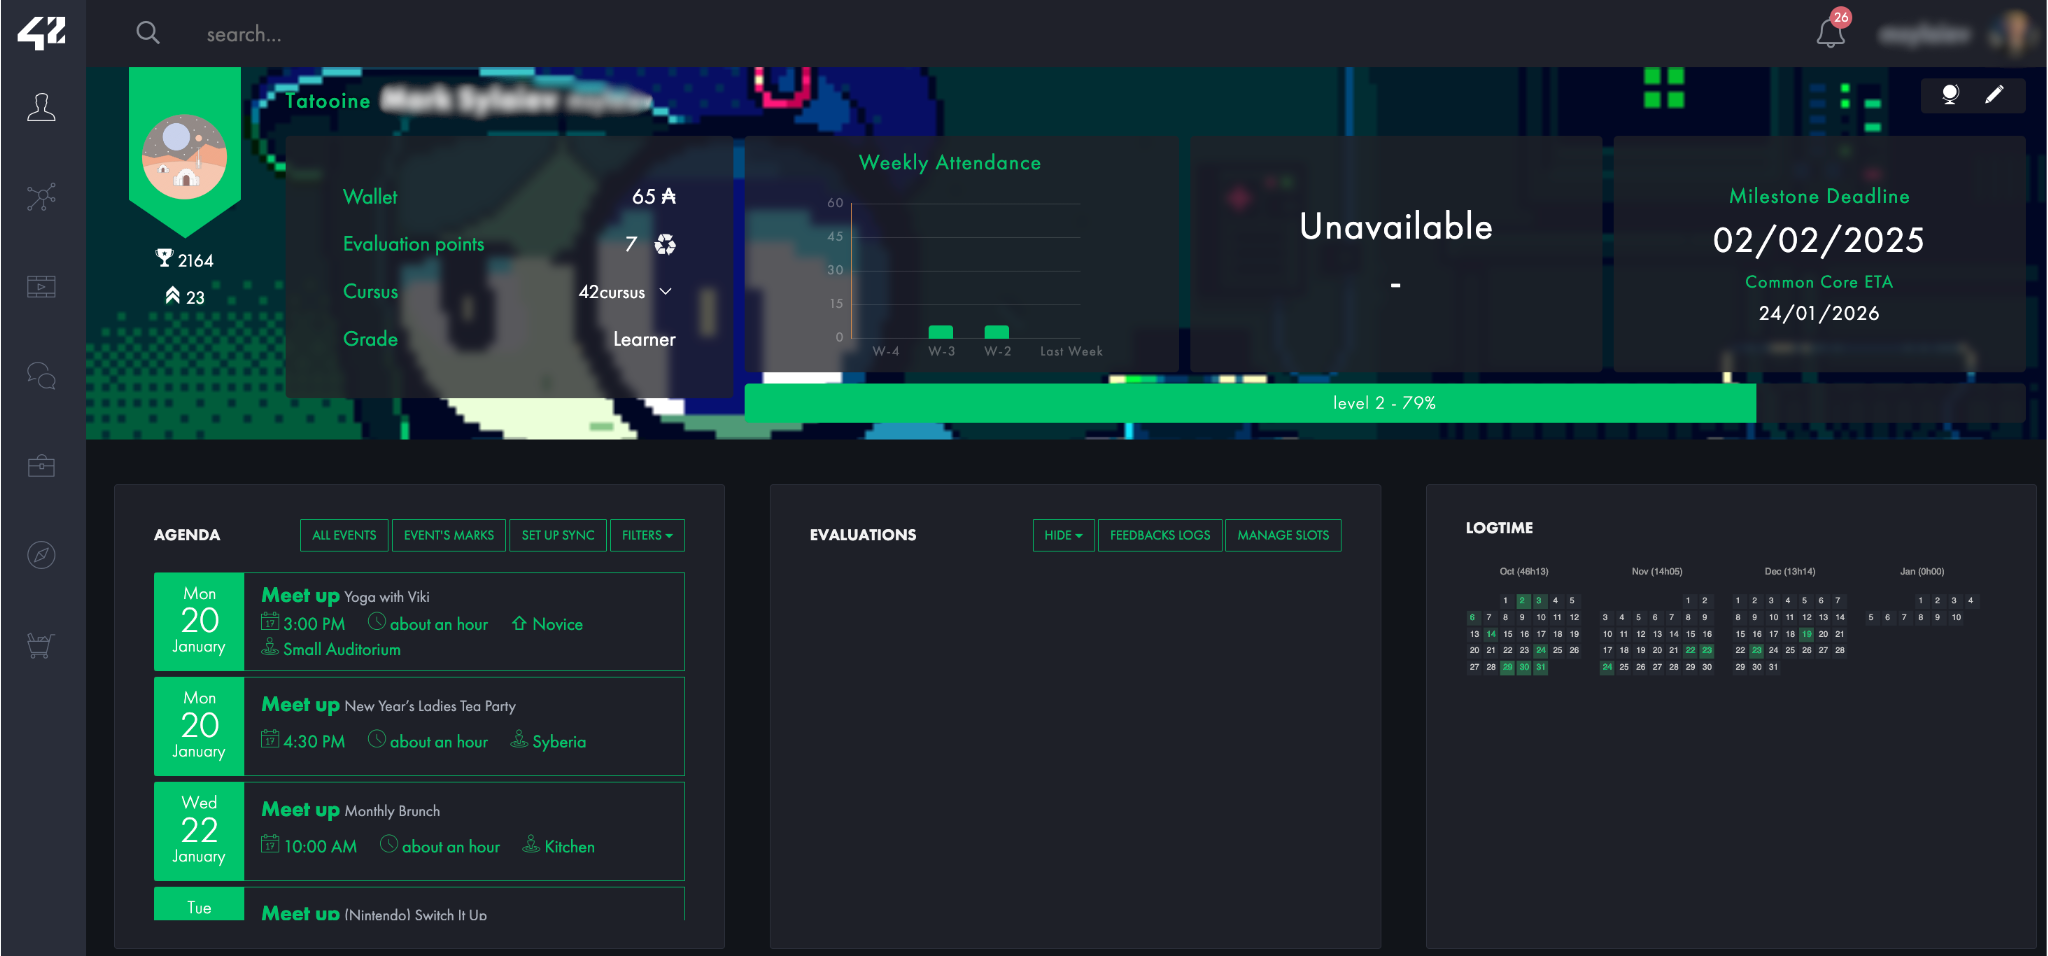 42
search...
26
Tatooine
2164
23
Wallet 65
Evaluation points 7
Cursus 42cursus
Grade Learner
Weekly Attendance
60
45
30
15
0
W-4 W-3 W-2 Last Week
Unavailable
-
Milestone Deadline
02/02/2025
Common Core ETA
24/01/2026
level 2 - 79%
AGENDA
ALL EVENTS EVENT'S MARKS SET UP SYNC FILTERS
Mon
20
January
Meet up Yoga with Viki
17 3:00 PM about an hour Novice
Small Auditorium
Mon
20
January
Meet up New Year's Ladies Tea Party
17 4:30 PM about an hour Syberia
Wed
22
January
Meet up Monthly Brunch
17 10:00 AM about an hour Kitchen
Tue
Meet up (Nintendo) Switch It Up
EVALUATIONS
HIDE FEEDBACKS LOGS MANAGE SLOTS
LOGTIME
Oct (46h13)
1 2 3 4 5
6 7 8 9 10 11 12
13 14 15 16 17 18 19
20 21 22 23 24 25 26
27 28 29 30 31
Nov (14h05)
1 2
3 4 5 6 7 8 9
10 11 12 13 14 15 16
17 18 19 20 21 22 23
24 25 26 27 28 29 30
Dec (13h14)
1 2 3 4 5 6 7
8 9 10 11 12 13 14
15 16 17 18 19 20 21
22 23 24 25 26 27 28
29 30 31
Jan (0h00)
1 2 3 4
5 6 7 8 9 10